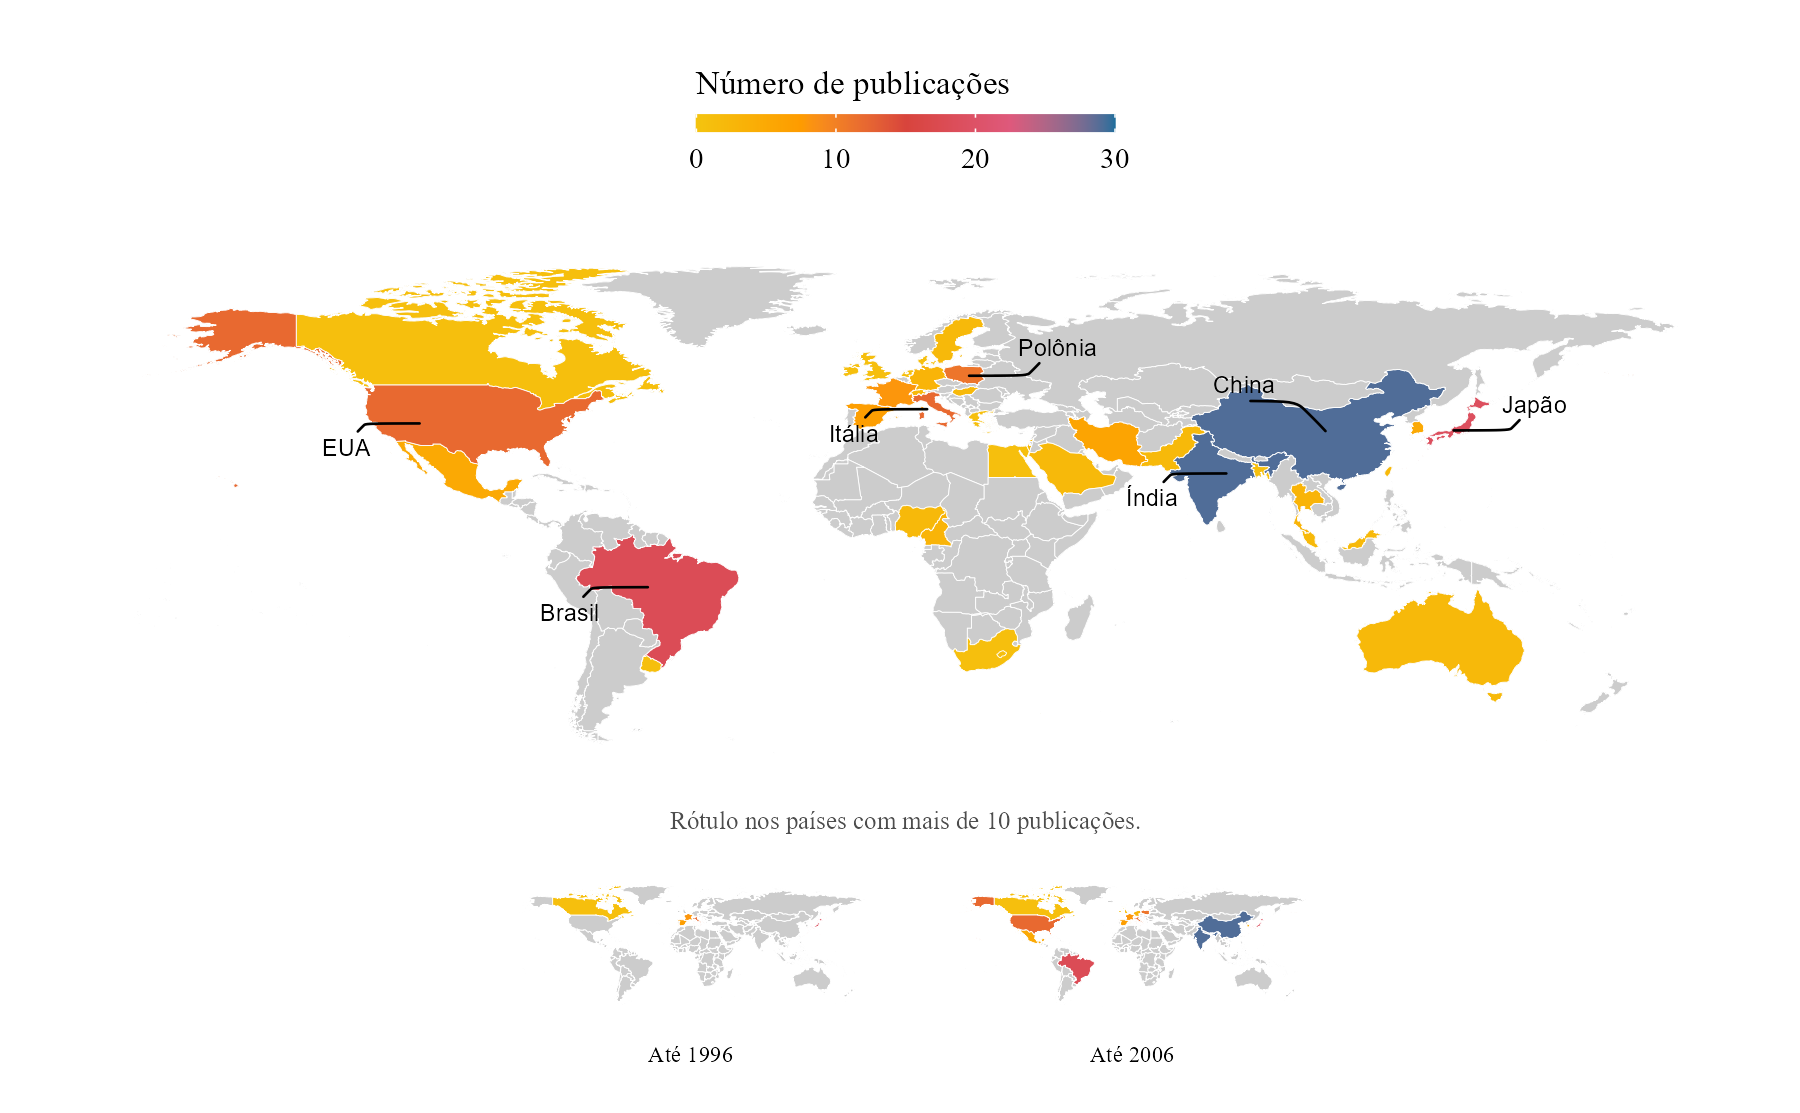 Número de publicações
0 10 20 30
Polônia
China
Japão
Itália
EUA
Índia
Brasil
Rótulo nos países com mais de 10 publicações.
Até 1996
Até 2006